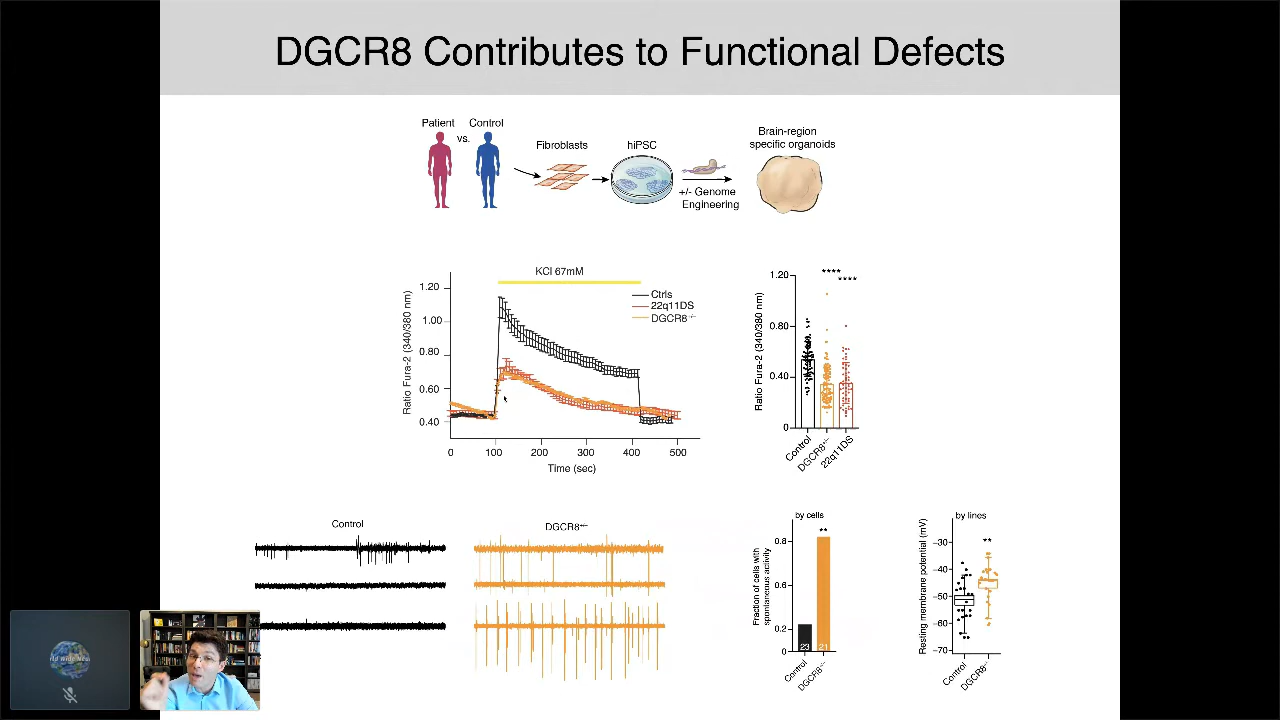 DGCR8 Contributes to Functional Defects
Patient
vs.
Control
Fibroblasts
hiPSC
+/- Genome
Engineering
Brain-region
specific organoids
KCl 67mM
Ctrls
22q11DS
DGCR8+/-
Ratio Fura-2 (340/380 nm)
1.20
1.00
0.80
0.60
0.40
0
100
200
300
400
500
Time (sec)
****
****
Ratio Fura-2 (340/380 nm)
1.20
0.80
0.40
0
Control
DGCR8+/-
22q11DS
Control
DGCR8+/-
by cells
**
Fraction of cells with
spontaneous activity
0.8
0.6
0.2
0
23
21
Control
DGCR8+/-
by lines
**
Resting membrane potential (mV)
−30
−40
−50
−60
−70
Control
DGCR8+/-